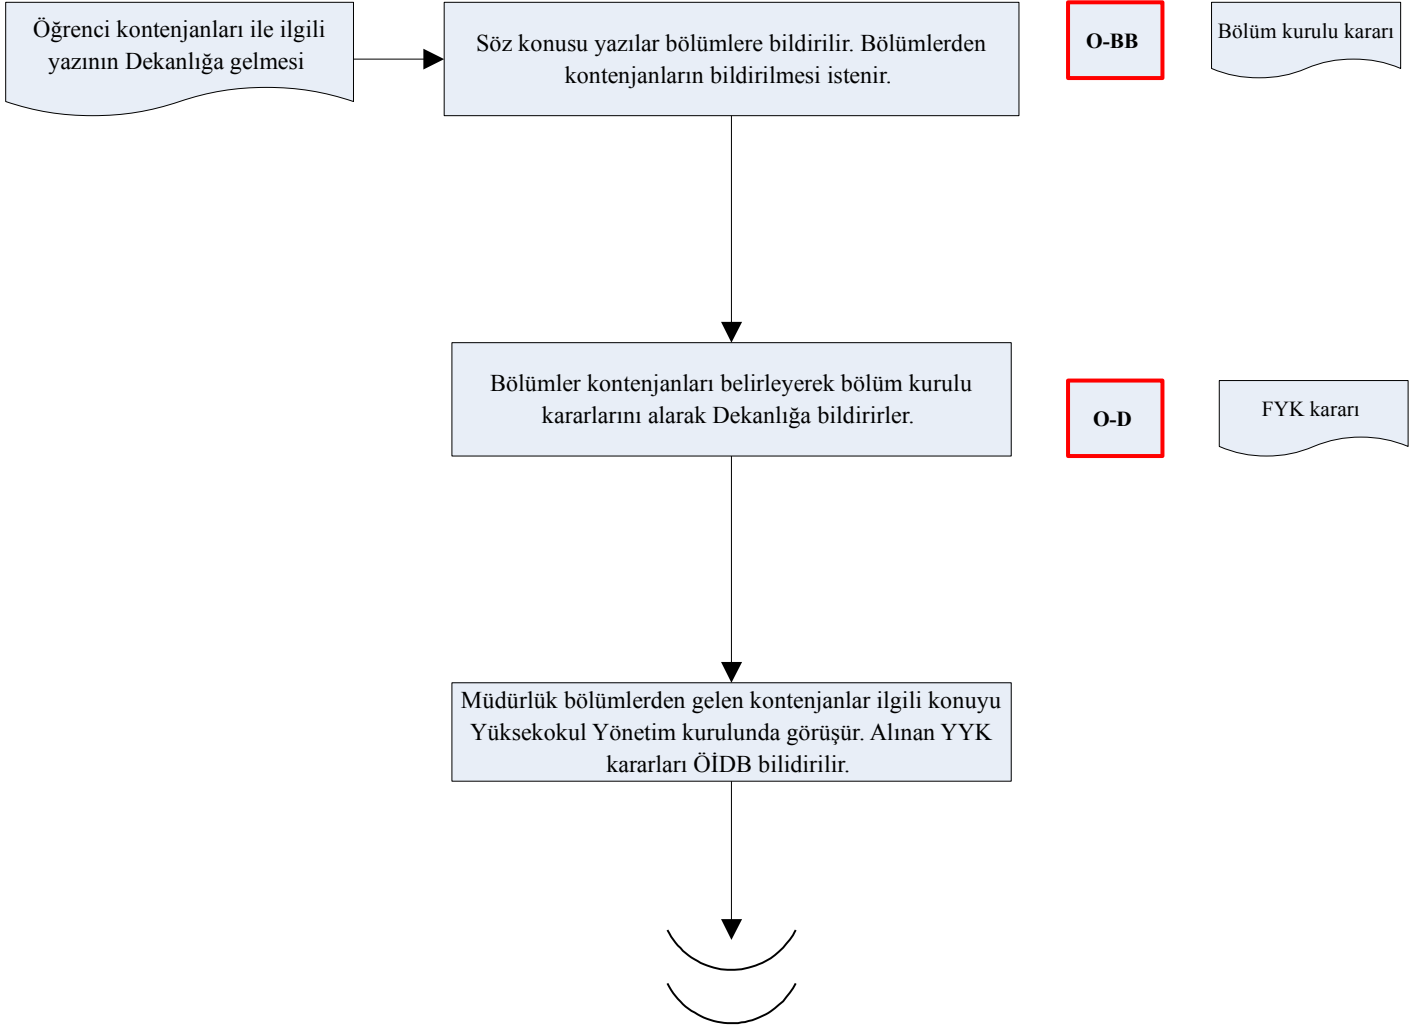 Öğrenci kontenjanları ile ilgili
yazının Dekanlığa gelmesi
Söz konusu yazılar bölümlere bildirilir. Bölümlerden
kontenjanların bildirilmesi istenir.
O-BB
Bölüm kurulu kararı
Bölümler kontenjanları belirleyerek bölüm kurulu
kararlarını alarak Dekanlığa bildirirler.
O-D
FYK kararı
Müdürlük bölümlerden gelen kontenjanlar ilgili konuyu
Yüksekokul Yönetim kurulunda görüşür. Alınan YYK
kararları ÖİDB bilidirilir.